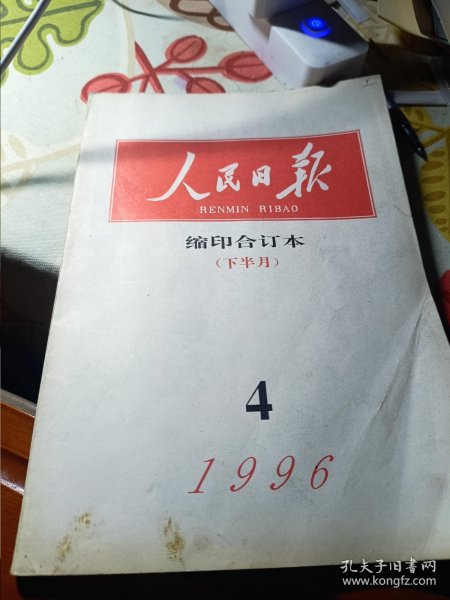 人民日报
RENMIN RIBAO
缩印合订本
(下半月)
4
1996
孔夫子旧书网
www.kongfz.com